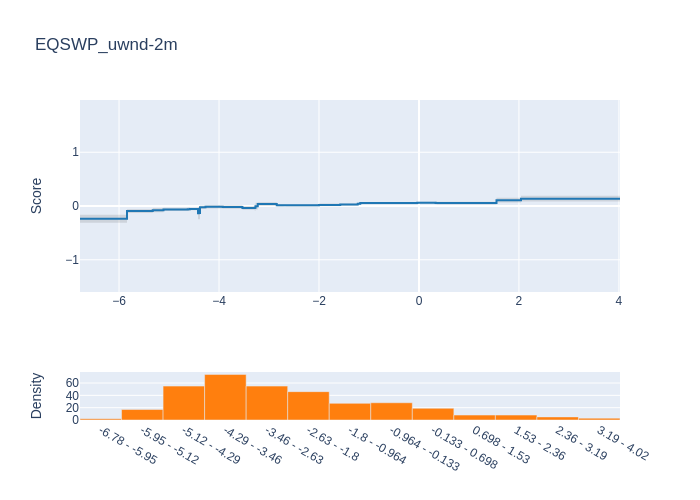 EQSWP_uwnd-2m
Score
1
0
−1
−6
−4
−2
0
2
4
Density
60
40
20
0
-6.78 - -5.95
-5.95 - -5.12
-5.12 - -4.29
-4.29 - -3.46
-3.46 - -2.63
-2.63 - -1.8
-1.8 - -0.964
-0.964 - -0.133
-0.133 - 0.698
0.698 - 1.53
1.53 - 2.36
2.36 - 3.19
3.19 - 4.02